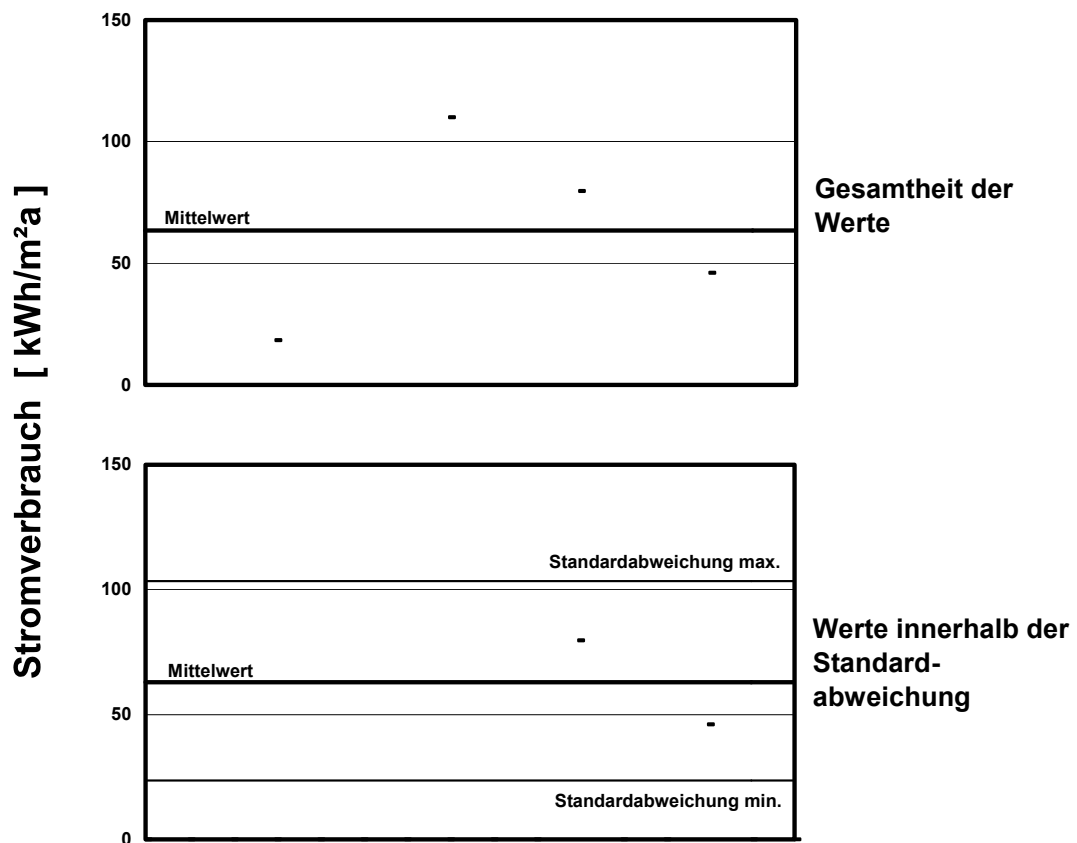 Stromverbrauch [ kWh/m²a ]
150
100
Mittelwert
50
0
Gesamtheit der
Werte
150
Standardabweichung max.
100
Mittelwert
50
Standardabweichung min.
0
Werte innerhalb der
Standard-
abweichung